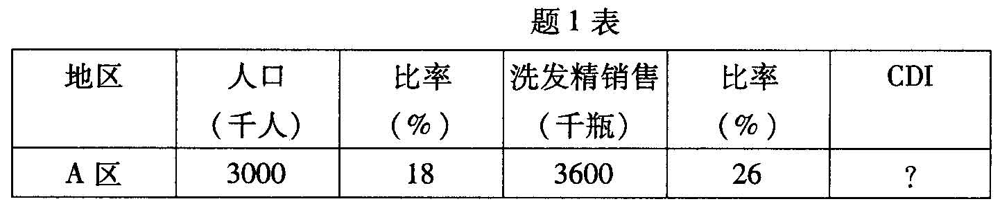 题1表
地区 人口 比率 洗发精销售 比率 CDI
(千人) (%) (千瓶) (%)
A区 3000 18 3600 26 ?